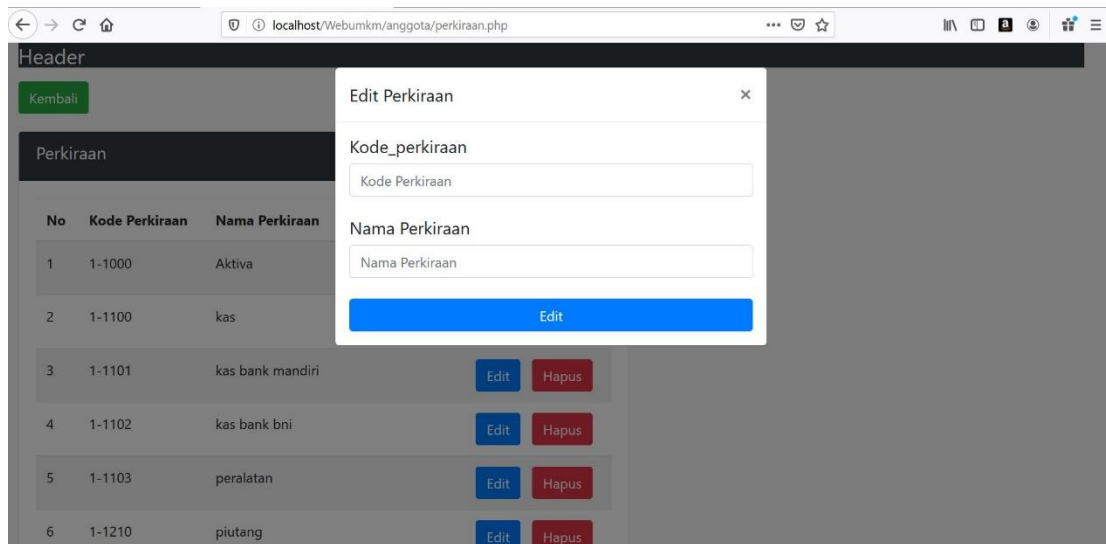 localhost/Webumkm/anggota/perkiraan.php
Header
Kembali
Edit Perkiraan ×
Kode_perkiraan
Kode Perkiraan
Nama Perkiraan
Nama Perkiraan
Edit
Perkiraan
No Kode Perkiraan Nama Perkiraan
1 1-1000 Aktiva
2 1-1100 kas
3 1-1101 kas bank mandiri Edit Hapus
4 1-1102 kas bank bni Edit Hapus
5 1-1103 peralatan Edit Hapus
6 1-1210 piutang Edit Hapus